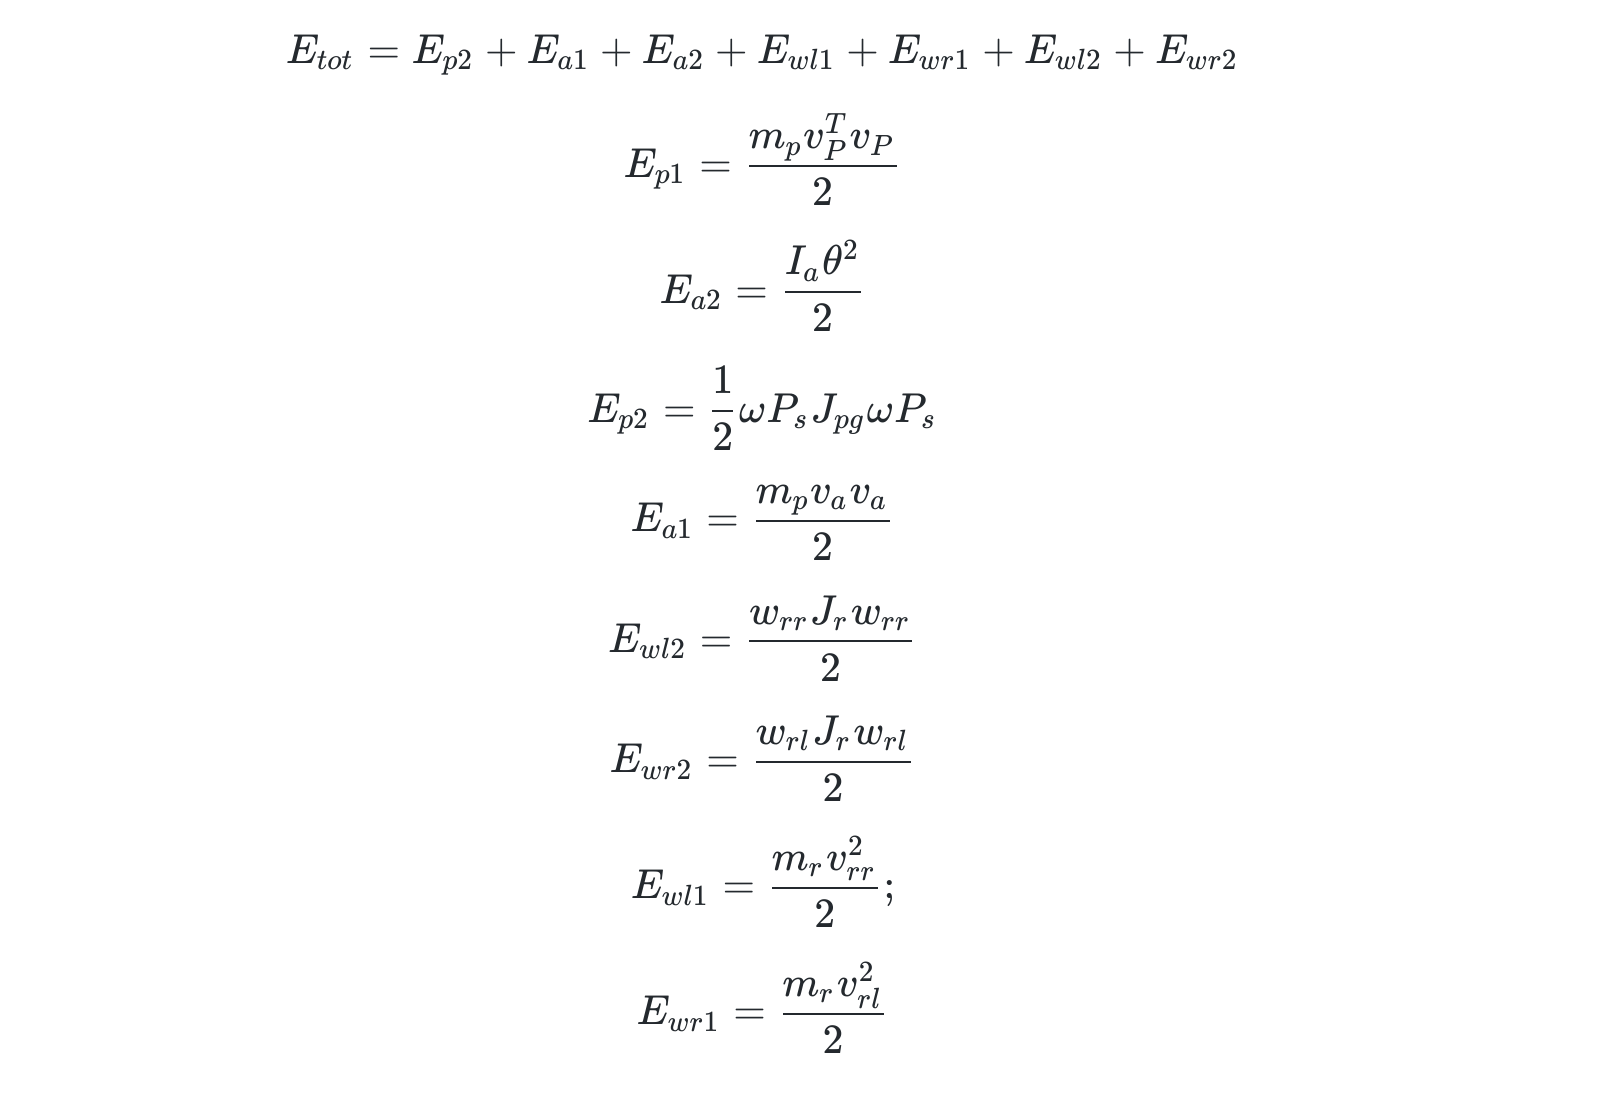 $E_{tot} = E_{p2} + E_{a1} + E_{a2} + E_{wl1} + E_{wr1} + E_{wl2} + E_{wr2}$
$E_{p1} = \frac{m_p v_P^T v_P}{2}$
$E_{a2} = \frac{I_a \theta^2}{2}$
$E_{p2} = \frac{1}{2} \omega P_s J_{pg} \omega P_s$
$E_{a1} = \frac{m_p v_a v_a}{2}$
$E_{wl2} = \frac{w_{rr} J_r w_{rr}}{2}$
$E_{wr2} = \frac{w_{rl} J_r w_{rl}}{2}$
$E_{wl1} = \frac{m_r v_{rr}^2}{2};$
$E_{wr1} = \frac{m_r v_{rl}^2}{2}$